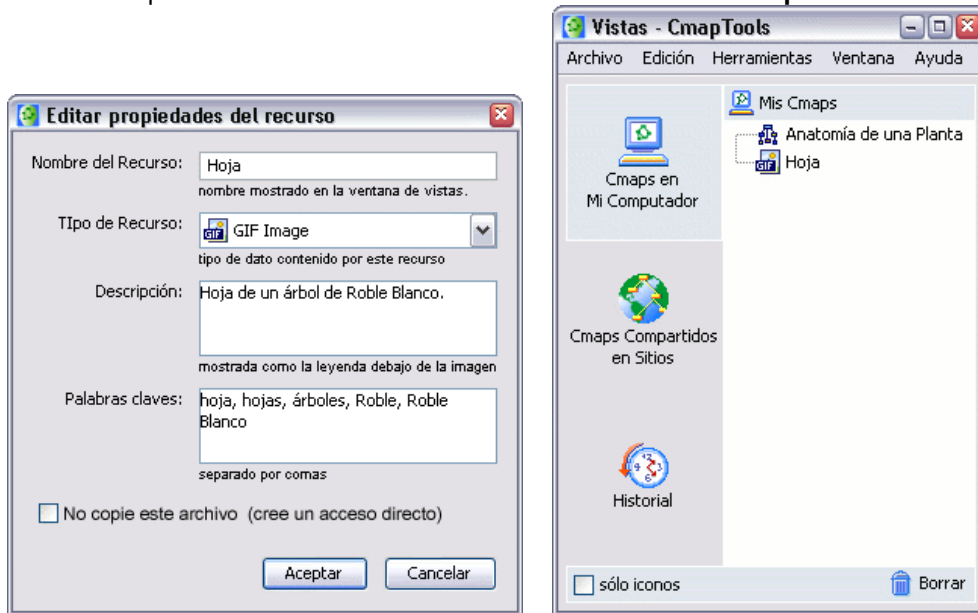 Editar propiedades del recurso
Nombre del Recurso:
Hoja
nombre mostrado en la ventana de vistas.
TIpo de Recurso:
GIF
GIF Image
tipo de dato contenido por este recurso
Descripción:
Hoja de un árbol de Roble Blanco.
mostrada como la leyenda debajo de la imagen
Palabras claves:
hoja, hojas, árboles, Roble, Roble
Blanco
separado por comas
No copie este archivo (cree un acceso directo)
Aceptar
Cancelar
Vistas - CmapTools
Archivo Edición Herramientas Ventana Ayuda
Cmaps en
Mi Computador
Cmaps Compartidos
en Sitios
Historial
Mis Cmaps
Anatomía de una Planta
GIF
Hoja
sólo iconos
Borrar